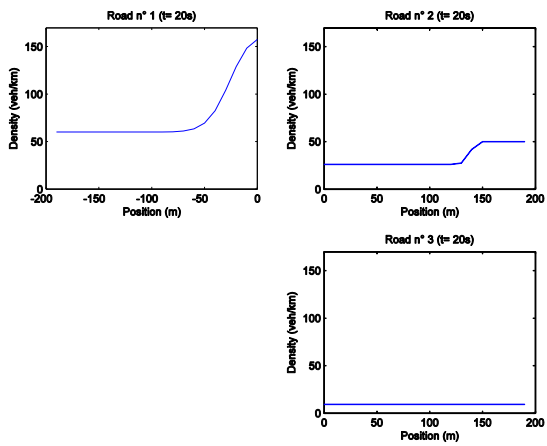 Road n° 1 (t= 20s)
150
100
50
0
Density (veh/km)
-200 -150 -100 -50 0
Position (m)
Road n° 2 (t= 20s)
150
100
50
0
Density (veh/km)
0 50 100 150 200
Position (m)
Road n° 3 (t= 20s)
150
100
50
0
Density (veh/km)
0 50 100 150 200
Position (m)